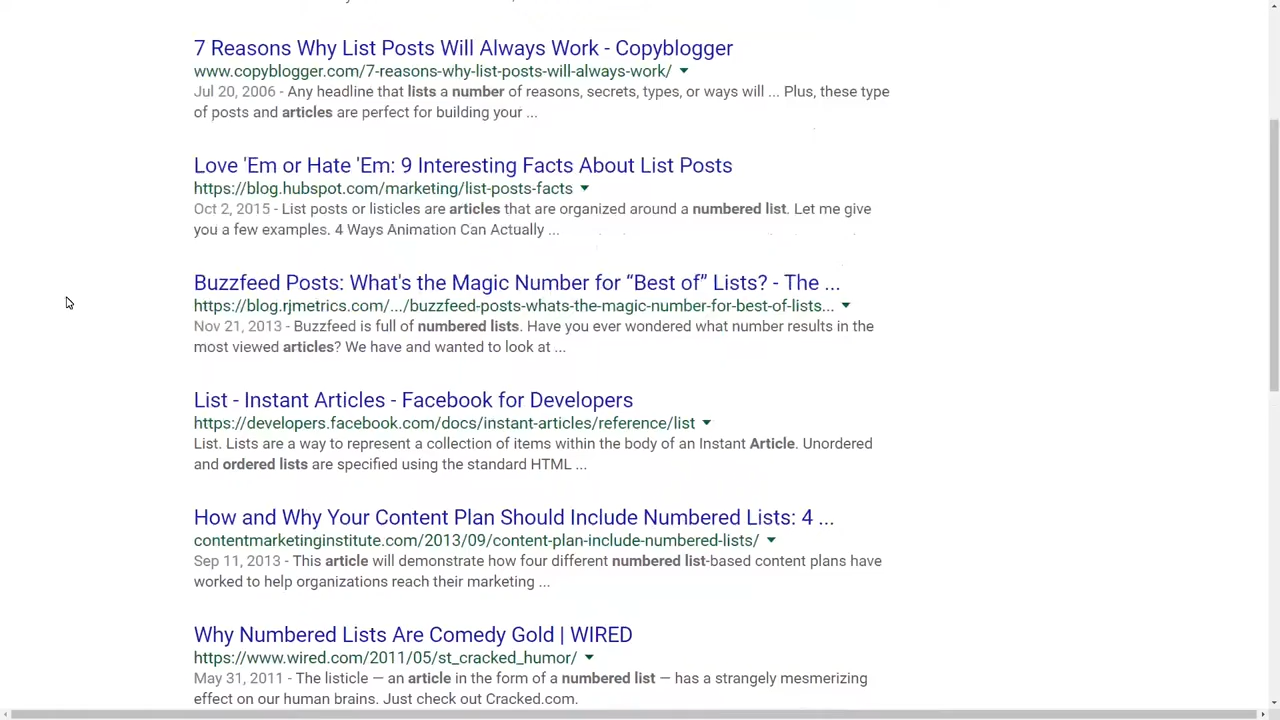 7 Reasons Why List Posts Will Always Work - Copyblogger
www.copyblogger.com/7-reasons-why-list-posts-will-always-work/
Jul 20, 2006 - Any headline that lists a number of reasons, secrets, types, or ways will ... Plus, these type
of posts and articles are perfect for building your ...
Love 'Em or Hate 'Em: 9 Interesting Facts About List Posts
https://blog.hubspot.com/marketing/list-posts-facts
Oct 2, 2015 - List posts or listicles are articles that are organized around a numbered list. Let me give
you a few examples. 4 Ways Animation Can Actually ...
Buzzfeed Posts: What's the Magic Number for “Best of” Lists? - The ...
https://blog.rjmetrics.com/.../buzzfeed-posts-whats-the-magic-number-for-best-of-lists...
Nov 21, 2013 - Buzzfeed is full of numbered lists. Have you ever wondered what number results in the
most viewed articles? We have and wanted to look at ...
List - Instant Articles - Facebook for Developers
https://developers.facebook.com/docs/instant-articles/reference/list
List. Lists are a way to represent a collection of items within the body of an Instant Article. Unordered
and ordered lists are specified using the standard HTML ...
How and Why Your Content Plan Should Include Numbered Lists: 4 ...
contentmarketinginstitute.com/2013/09/content-plan-include-numbered-lists/
Sep 11, 2013 - This article will demonstrate how four different numbered list-based content plans have
worked to help organizations reach their marketing ...
Why Numbered Lists Are Comedy Gold | WIRED
https://www.wired.com/2011/05/st_cracked_humor/
May 31, 2011 - The listicle — an article in the form of a numbered list — has a strangely mesmerizing
effect on our human brains. Just check out Cracked.com.